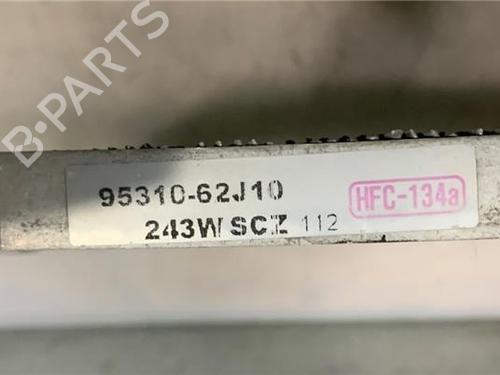 B-PARTS
95310-62J10
HFC-134a
243W SCZ 112